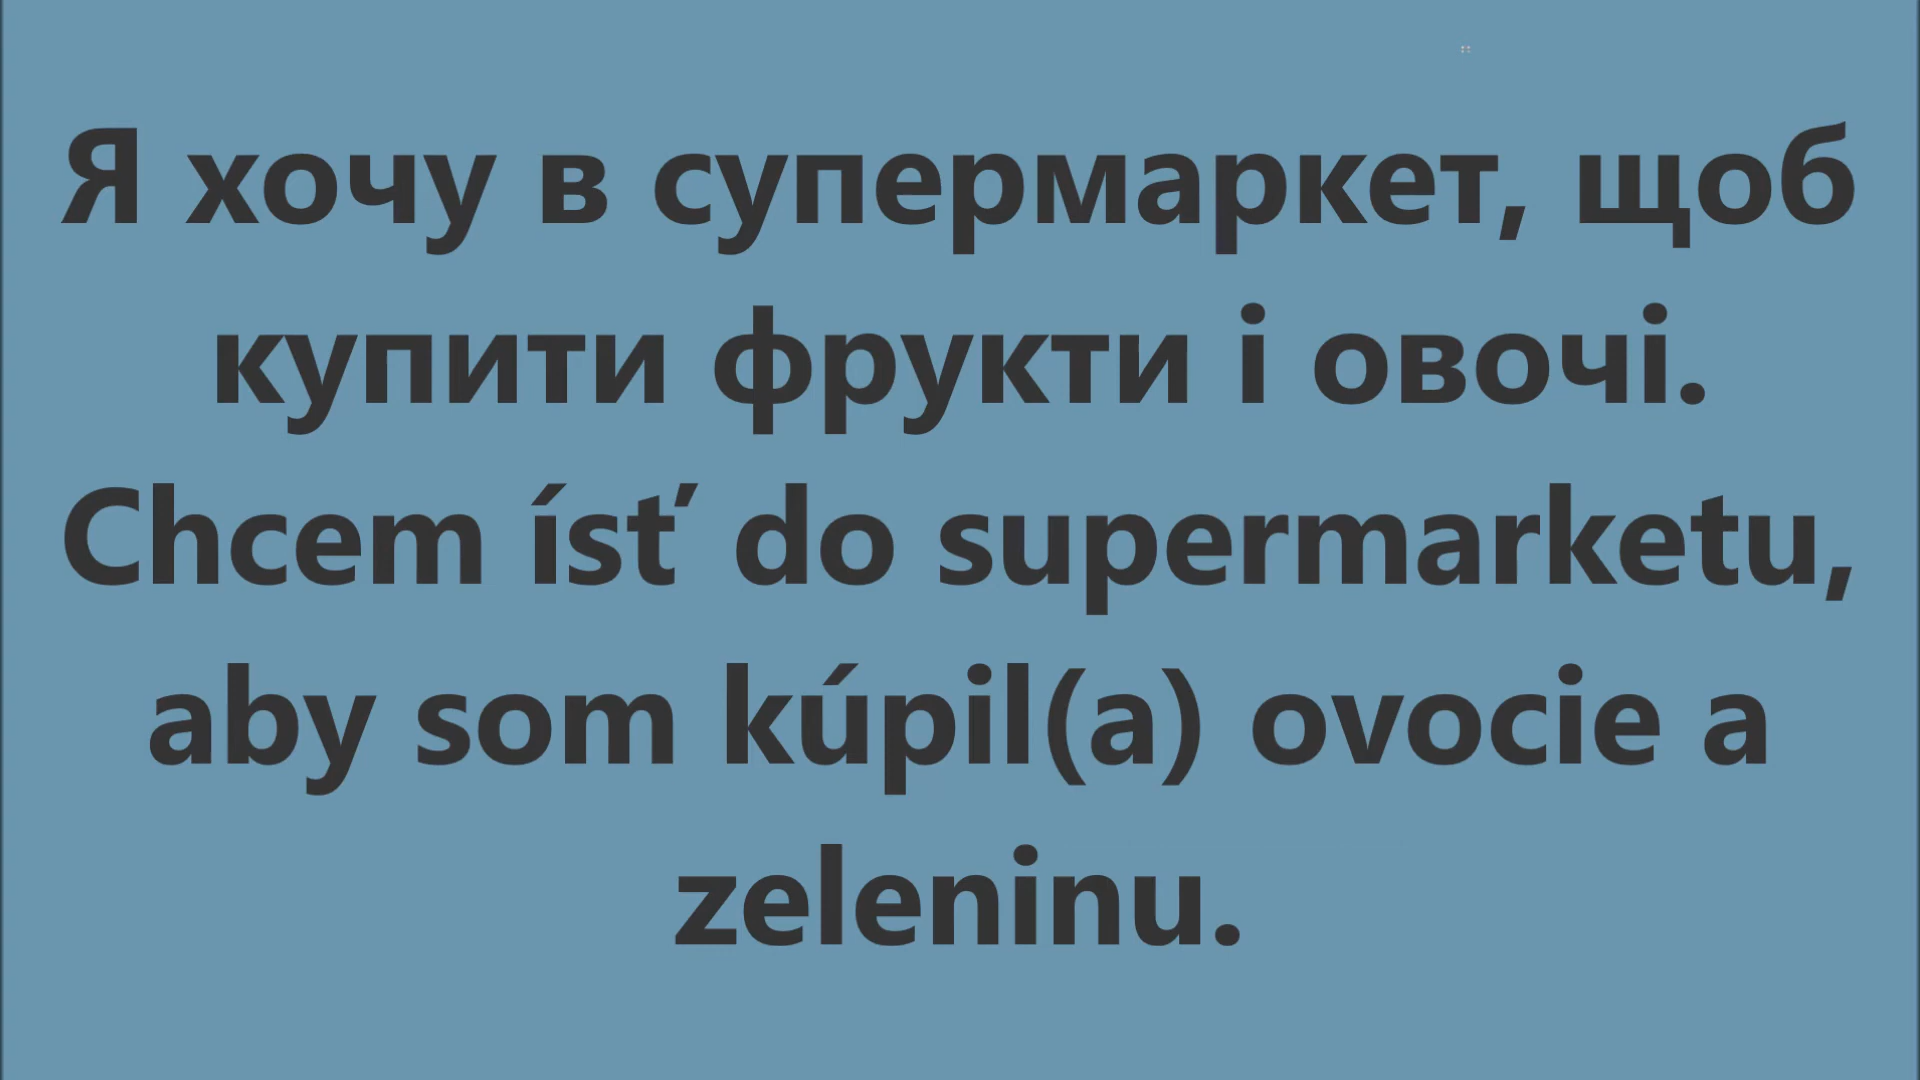 Я хочу в супермаркет, щоб
купити фрукти і овочі.
Chcem ísť do supermarketu,
aby som kúpil(a) ovocie a
zeleninu.